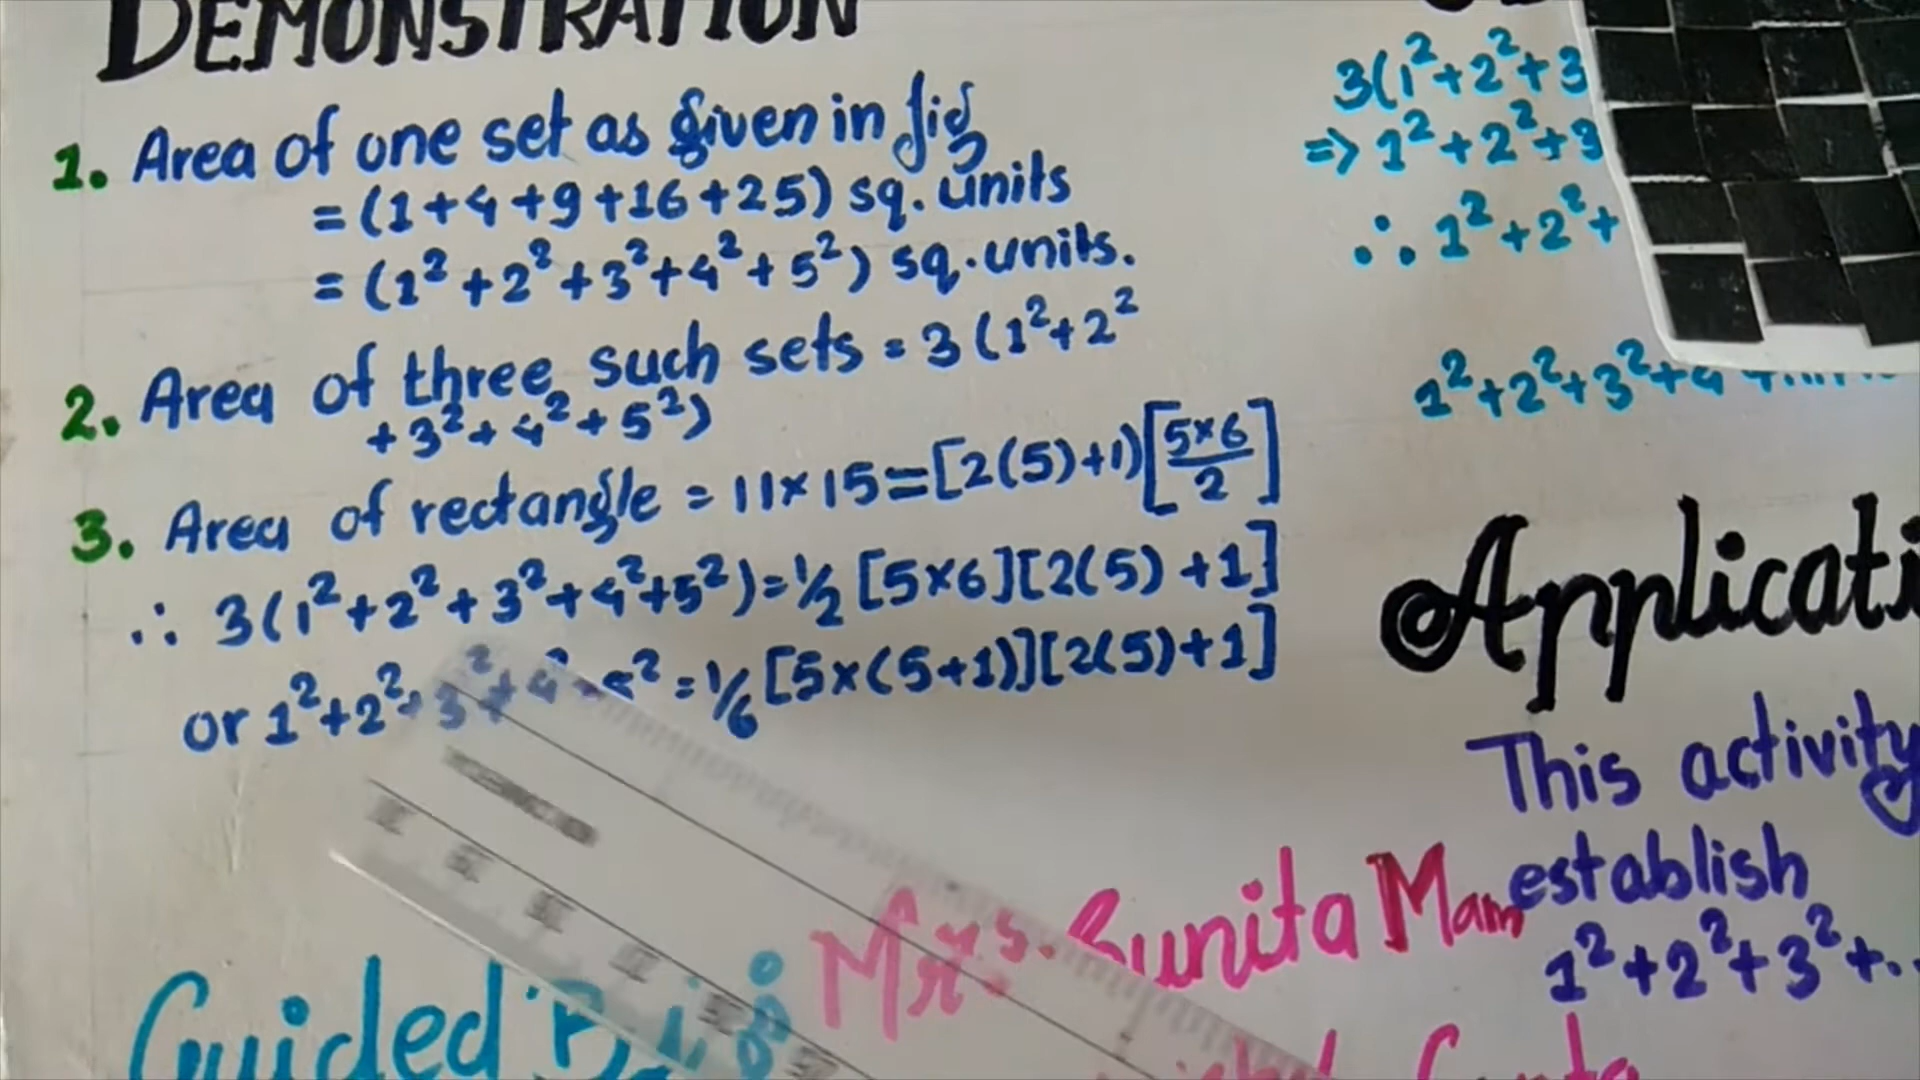 DEMONSTRATION
1. Area of one set as given in fig
= (1+4+9+16+25) sq. units
= (1²+2²+3²+4²+5²) sq. units.
2. Area of three such sets = 3 (1²+2²
+3²+4²+5²)
3. Area of rectangle = 11×15=[2(5)+1)[5×6/2]
∴ 3(1²+2²+3²+4²+5²)=1/2 [5×6][2(5)+1]
or 1²+2²+3²+4²+5²=1/6 [5×(5+1)][2(5)+1]
Guided By:
Mrs. Sunita Mam
3(1²+2²+3
=> 1²+2²+3
∴ 1²+2²+
1²+2²+3²+4
Applicati
This activity
establish
1²+2²+3²+..